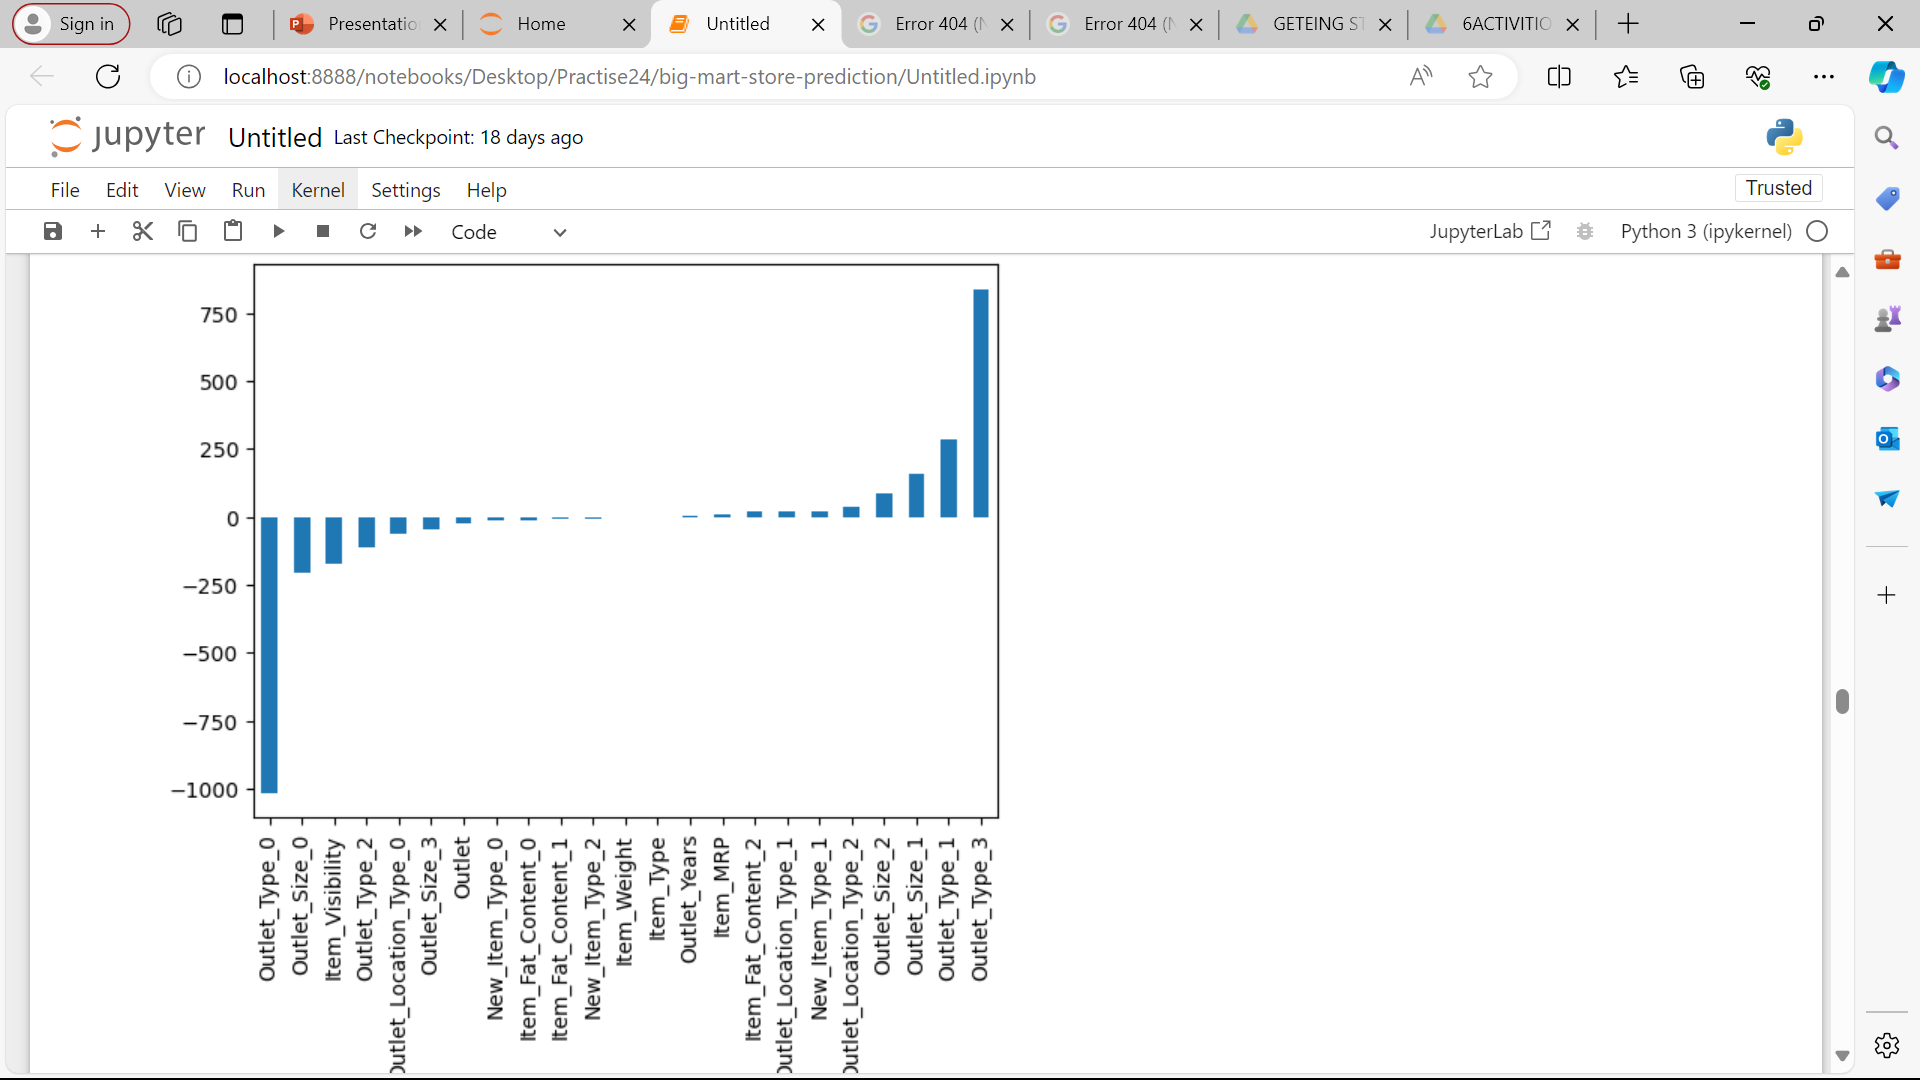 Sign in
Presentatio
Home
Untitled
Error 404 (N
Error 404 (N
GETEING ST
6ACTIVITIO
localhost:8888/notebooks/Desktop/Practise24/big-mart-store-prediction/Untitled.ipynb
jupyter Untitled Last Checkpoint: 18 days ago
File Edit View Run Kernel Settings Help
Trusted
Code
JupyterLab
Python 3 (ipykernel)
750
500
250
0
−250
−500
−750
−1000
Outlet_Type_0
Outlet_Size_0
Item_Visibility
Outlet_Type_2
Outlet_Location_Type_0
Outlet_Size_3
Outlet
New_Item_Type_0
Item_Fat_Content_0
Item_Fat_Content_1
New_Item_Type_2
Item_Weight
Item_Type
Outlet_Years
Item_MRP
Item_Fat_Content_2
Outlet_Location_Type_1
New_Item_Type_1
Outlet_Location_Type_2
Outlet_Size_2
Outlet_Size_1
Outlet_Type_1
Outlet_Type_3